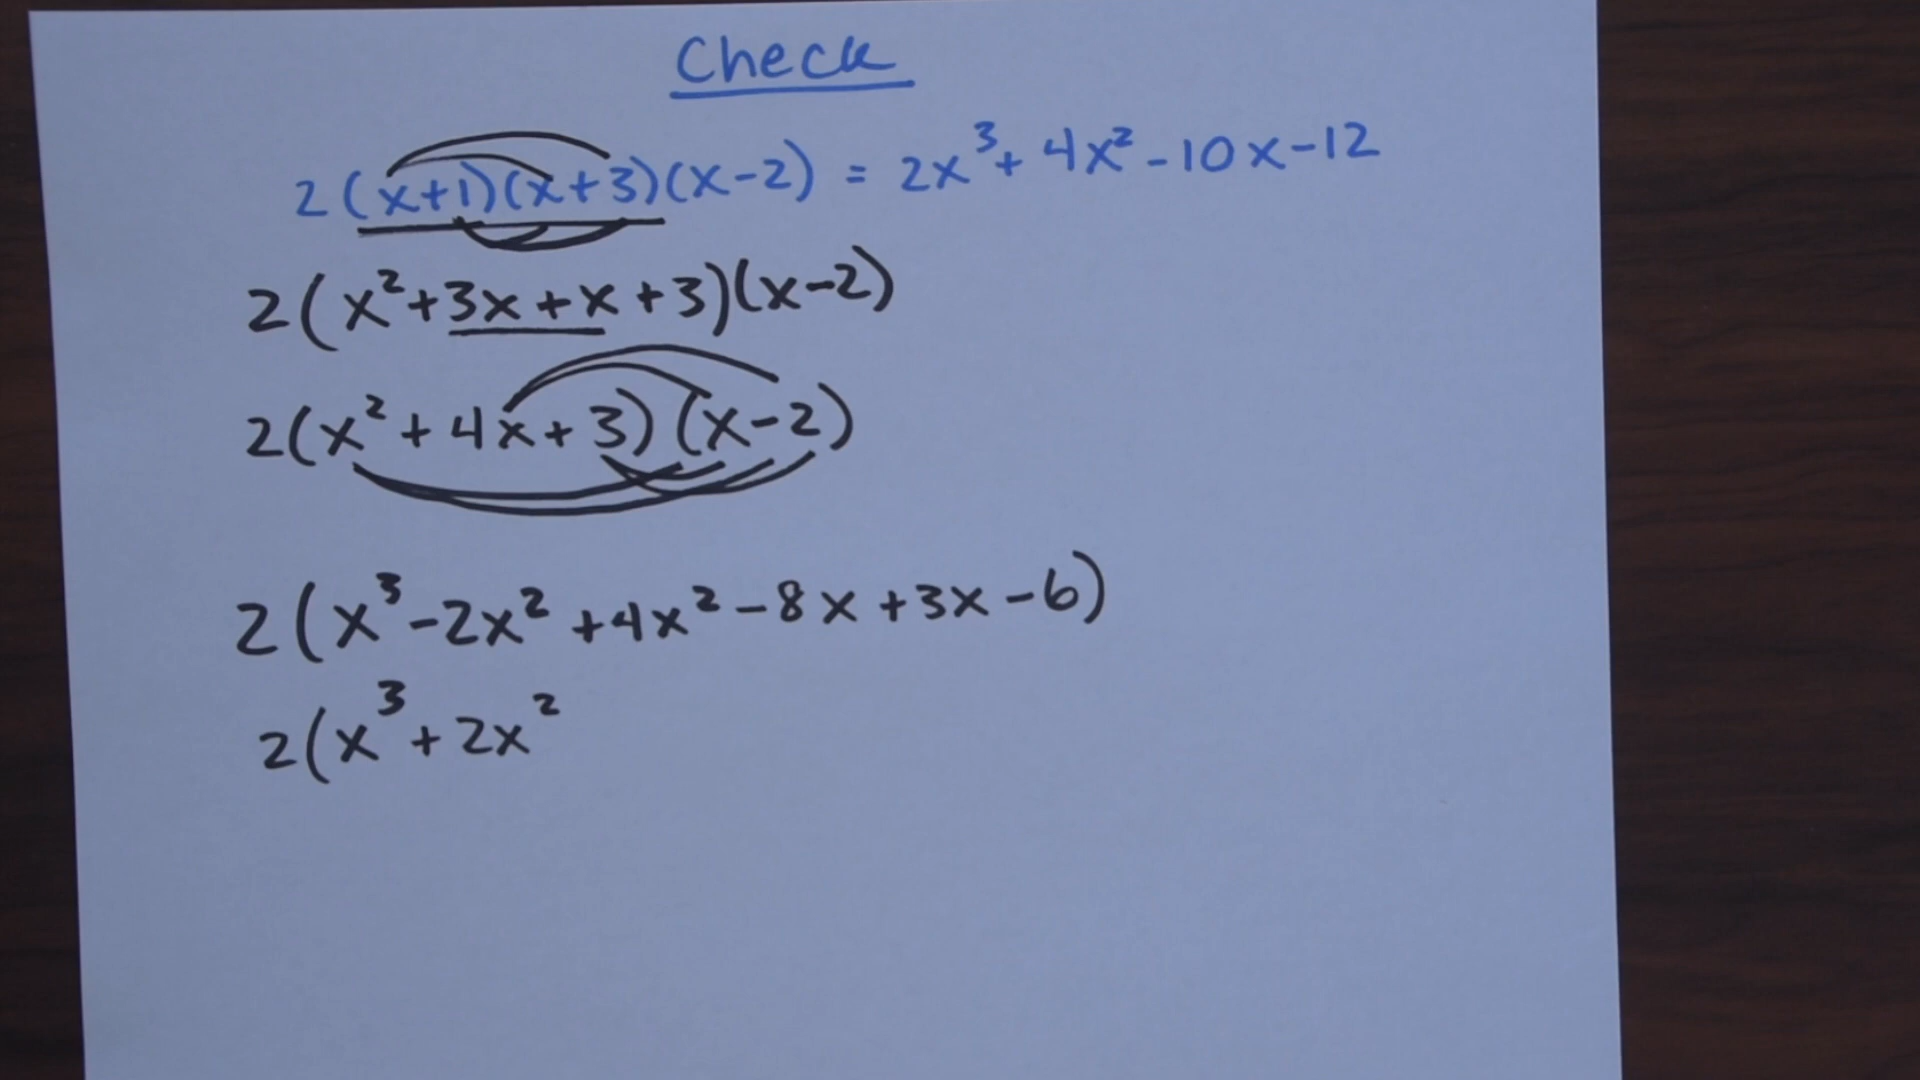 Check
2(x+1)(x+3)(x-2) = 2x³+4x²-10x-12
2(x²+3x+x+3)(x-2)
2(x²+4x+3)(x-2)
2(x³-2x²+4x²-8x+3x-6)
2(x³+2x²